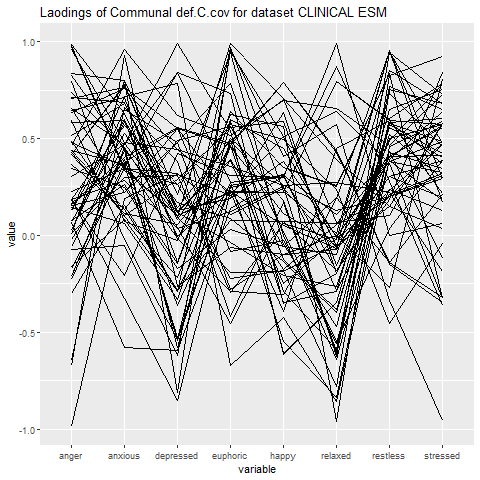 Laodings of Communal def.C.cov for dataset CLINICAL ESM
1.0
0.5
0.0
-0.5
-1.0
value
anger anxious depressed euphoric happy relaxed restless stressed
variable